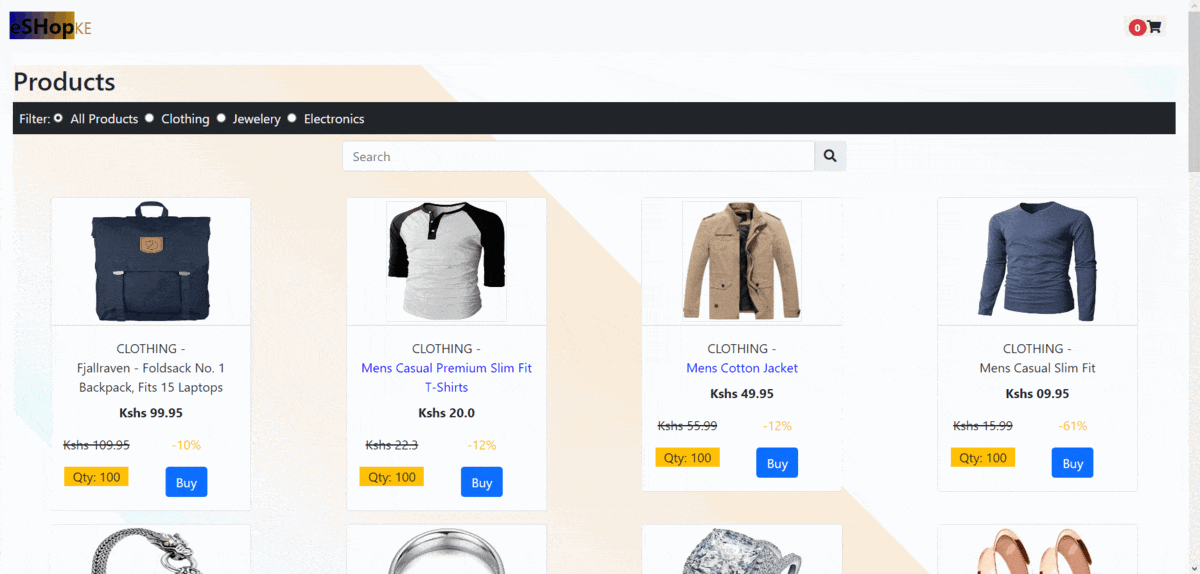 eSHopKE
0
Products
Filter: All Products Clothing Jewelery Electronics
Search
CLOTHING -
Fjallraven - Foldsack No. 1
Backpack, Fits 15 Laptops
Kshs 99.95
Kshs 109.95 -10%
Qty: 100 Buy
CLOTHING -
Mens Casual Premium Slim Fit
T-Shirts
Kshs 20.0
Kshs 22.3 -12%
Qty: 100 Buy
CLOTHING -
Mens Cotton Jacket
Kshs 49.95
Kshs 55.99 -12%
Qty: 100 Buy
CLOTHING -
Mens Casual Slim Fit
Kshs 09.95
Kshs 15.99 -61%
Qty: 100 Buy